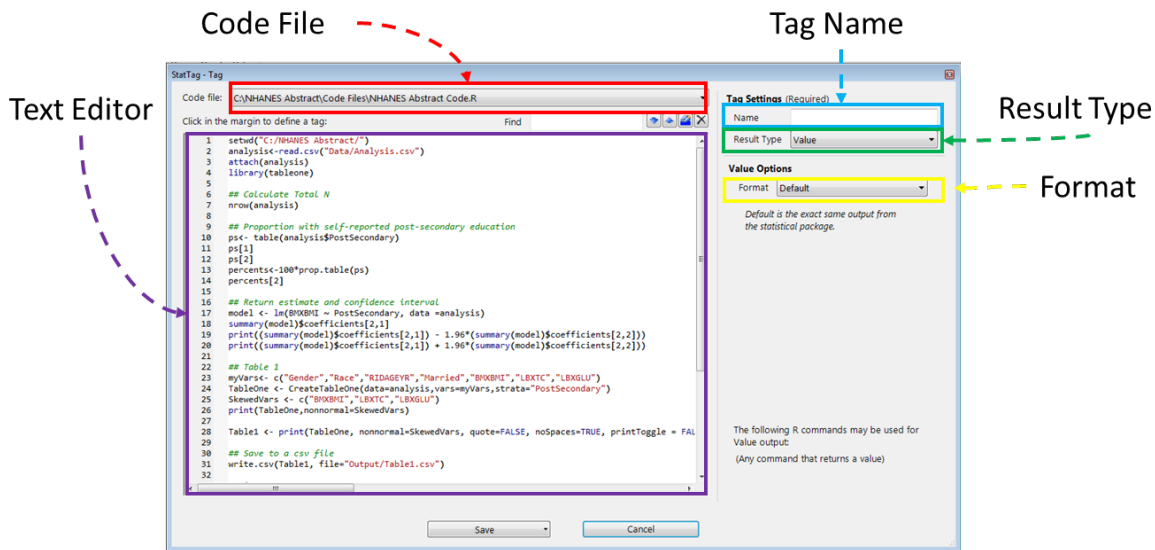 Code File
Tag Name
Text Editor
Result Type
Format
StatTag - Tag
Code file: C:\NHANES Abstract\Code Files\NHANES Abstract Code.R
Click in the margin to define a tag: Find
1 setwd("C:/NHANES Abstract/")
2 analysis<-read.csv("Data/Analysis.csv")
3 attach(analysis)
4 library(tableone)
5
6 ## Calculate Total N
7 nrow(analysis)
8
9 ## Proportion with self-reported post-secondary education
10 ps<- table(analysis$PostSecondary)
11 ps[1]
12 ps[2]
13 percents<-100*prop.table(ps)
14 percents[2]
15
16 ## Return estimate and confidence interval
17 model <- lm(BMXBMI ~ PostSecondary, data =analysis)
18 summary(model)$coefficients[2,1]
19 print((summary(model)$coefficients[2,1]) - 1.96*(summary(model)$coefficients[2,2]))
20 print((summary(model)$coefficients[2,1]) + 1.96*(summary(model)$coefficients[2,2]))
21
22 ## Table 1
23 myVars<- c("Gender","Race","RIDAGEYR","Married","BMXBMI","LBXTC","LBXGLU")
24 TableOne <- CreateTableOne(data=analysis,vars=myVars,strata="PostSecondary")
25 SkewedVars <- c("BMXBMI","LBXTC","LBXGLU")
26 print(TableOne,nonnormal=SkewedVars)
27
28 Table1 <- print(TableOne, nonnormal=SkewedVars, quote=FALSE, noSpaces=TRUE, printToggle = FAL
29
30 ## Save to a csv file
31 write.csv(Table1, file="Output/Table1.csv")
32
Tag Settings (Required)
Name
Result Type Value
Value Options
Format Default
Default is the exact same output from
the statistical package.
The following R commands may be used for
Value output:
(Any command that returns a value)
Save
Cancel